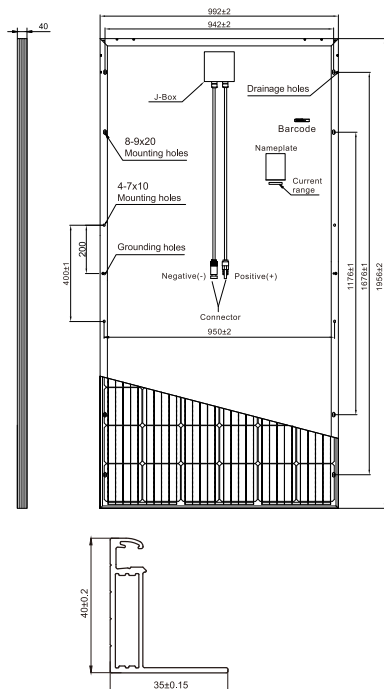 992±2
942±2
40
J-Box
Drainage holes
Barcode
8-9x20
Mounting holes
Nameplate
Current
range
4-7x10
Mounting holes
Grounding holes
200
400±1
Negative(-)
Positive(+)
Connector
950±2
1176±1
1676±1
1956±2
40±0.2
35±0.15